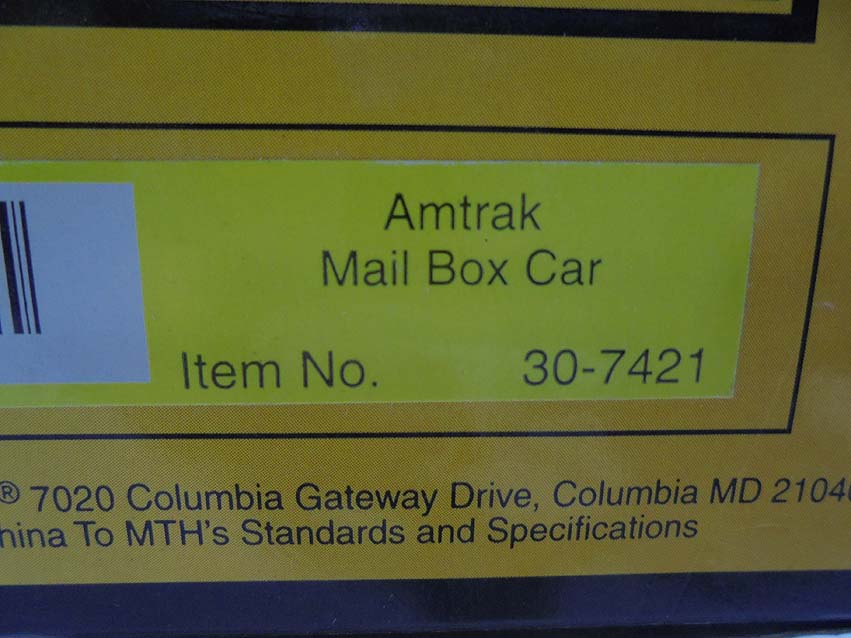 Amtrak
Mail Box Car
Item No. 30-7421
® 7020 Columbia Gateway Drive, Columbia MD 2104
To MTH's Standards and Specifications